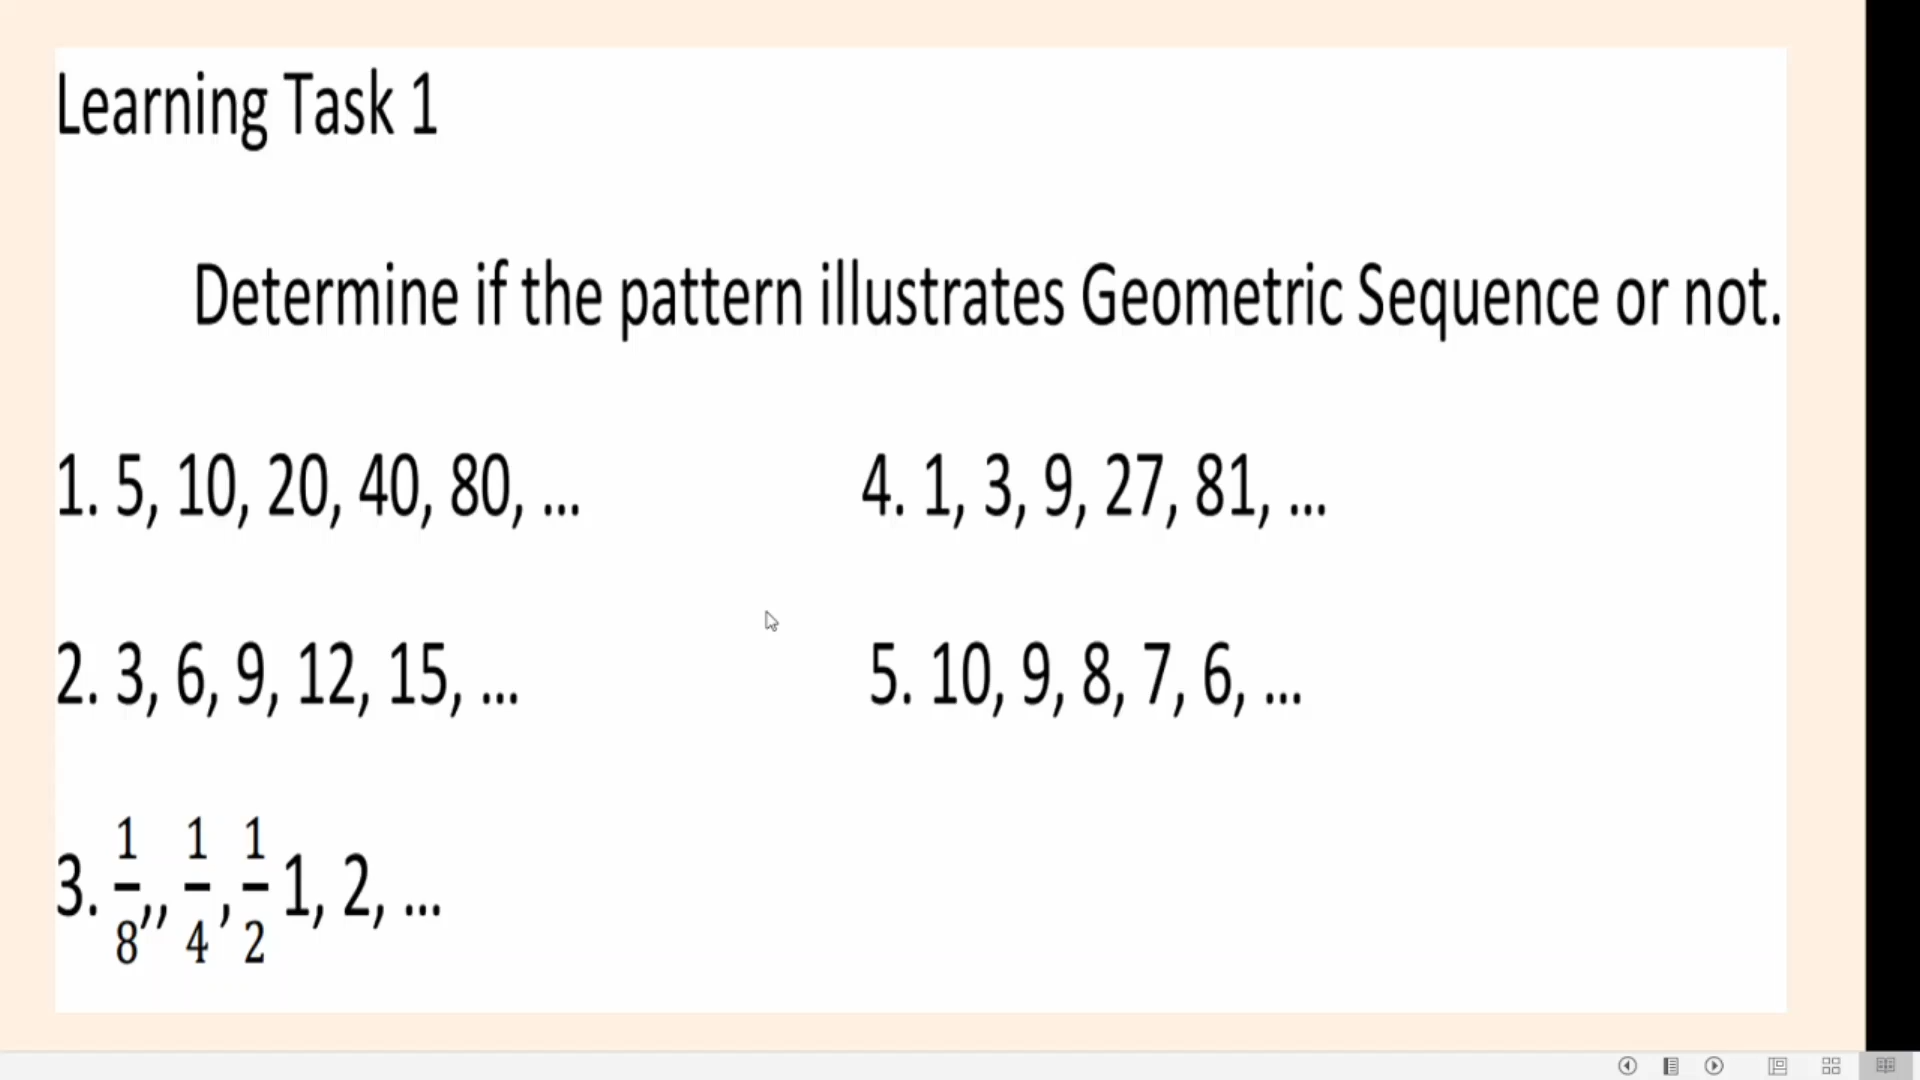 Learning Task 1
Determine if the pattern illustrates Geometric Sequence or not.
1. 5, 10, 20, 40, 80, ...
4. 1, 3, 9, 27, 81, ...
2. 3, 6, 9, 12, 15, ...
5. 10, 9, 8, 7, 6, ...
3. 1/8,, 1/4, 1/2 1, 2, ...